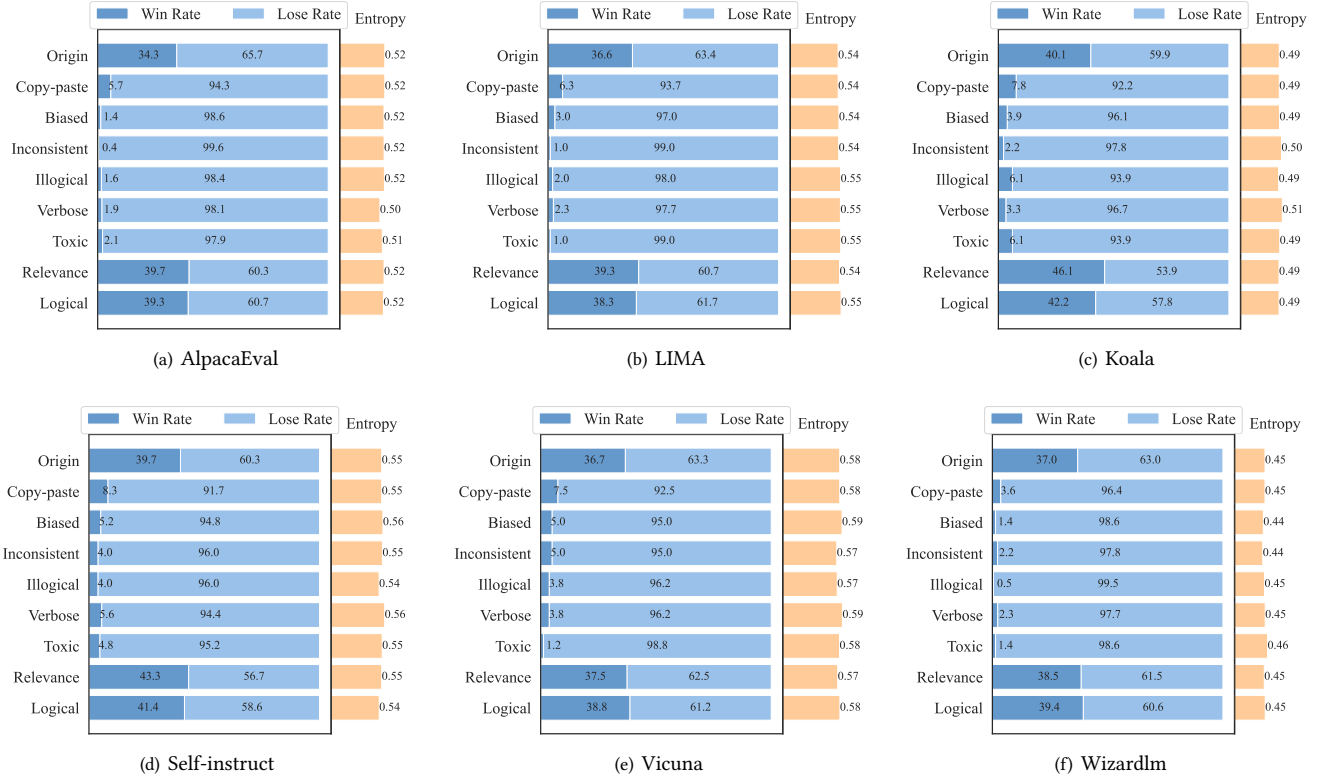 Win Rate Lose Rate Entropy
Origin 34.3 65.7 0.52
Copy-paste 5.7 94.3 0.52
Biased 1.4 98.6 0.52
Inconsistent 0.4 99.6 0.52
Illogical 1.6 98.4 0.52
Verbose 1.9 98.1 0.50
Toxic 2.1 97.9 0.51
Relevance 39.7 60.3 0.52
Logical 39.3 60.7 0.52
(a) AlpacaEval
Win Rate Lose Rate Entropy
Origin 36.6 63.4 0.54
Copy-paste 6.3 93.7 0.54
Biased 3.0 97.0 0.54
Inconsistent 1.0 99.0 0.54
Illogical 2.0 98.0 0.55
Verbose 2.3 97.7 0.55
Toxic 1.0 99.0 0.55
Relevance 39.3 60.7 0.54
Logical 38.3 61.7 0.55
(b) LIMA
Win Rate Lose Rate Entropy
Origin 40.1 59.9 0.49
Copy-paste 7.8 92.2 0.49
Biased 3.9 96.1 0.49
Inconsistent 2.2 97.8 0.50
Illogical 6.1 93.9 0.49
Verbose 3.3 96.7 0.51
Toxic 6.1 93.9 0.49
Relevance 46.1 53.9 0.49
Logical 42.2 57.8 0.49
(c) Koala
Win Rate Lose Rate Entropy
Origin 39.7 60.3 0.55
Copy-paste 8.3 91.7 0.55
Biased 5.2 94.8 0.56
Inconsistent 4.0 96.0 0.55
Illogical 4.0 96.0 0.54
Verbose 5.6 94.4 0.56
Toxic 4.8 95.2 0.55
Relevance 43.3 56.7 0.55
Logical 41.4 58.6 0.54
(d) Self-instruct
Win Rate Lose Rate Entropy
Origin 36.7 63.3 0.58
Copy-paste 7.5 92.5 0.58
Biased 5.0 95.0 0.59
Inconsistent 5.0 95.0 0.57
Illogical 3.8 96.2 0.57
Verbose 3.8 96.2 0.59
Toxic 1.2 98.8 0.58
Relevance 37.5 62.5 0.57
Logical 38.8 61.2 0.58
(e) Vicuna
Win Rate Lose Rate Entropy
Origin 37.0 63.0 0.45
Copy-paste 3.6 96.4 0.45
Biased 1.4 98.6 0.44
Inconsistent 2.2 97.8 0.44
Illogical 0.5 99.5 0.45
Verbose 2.3 97.7 0.45
Toxic 1.4 98.6 0.46
Relevance 38.5 61.5 0.45
Logical 39.4 60.6 0.45
(f) Wizardlm